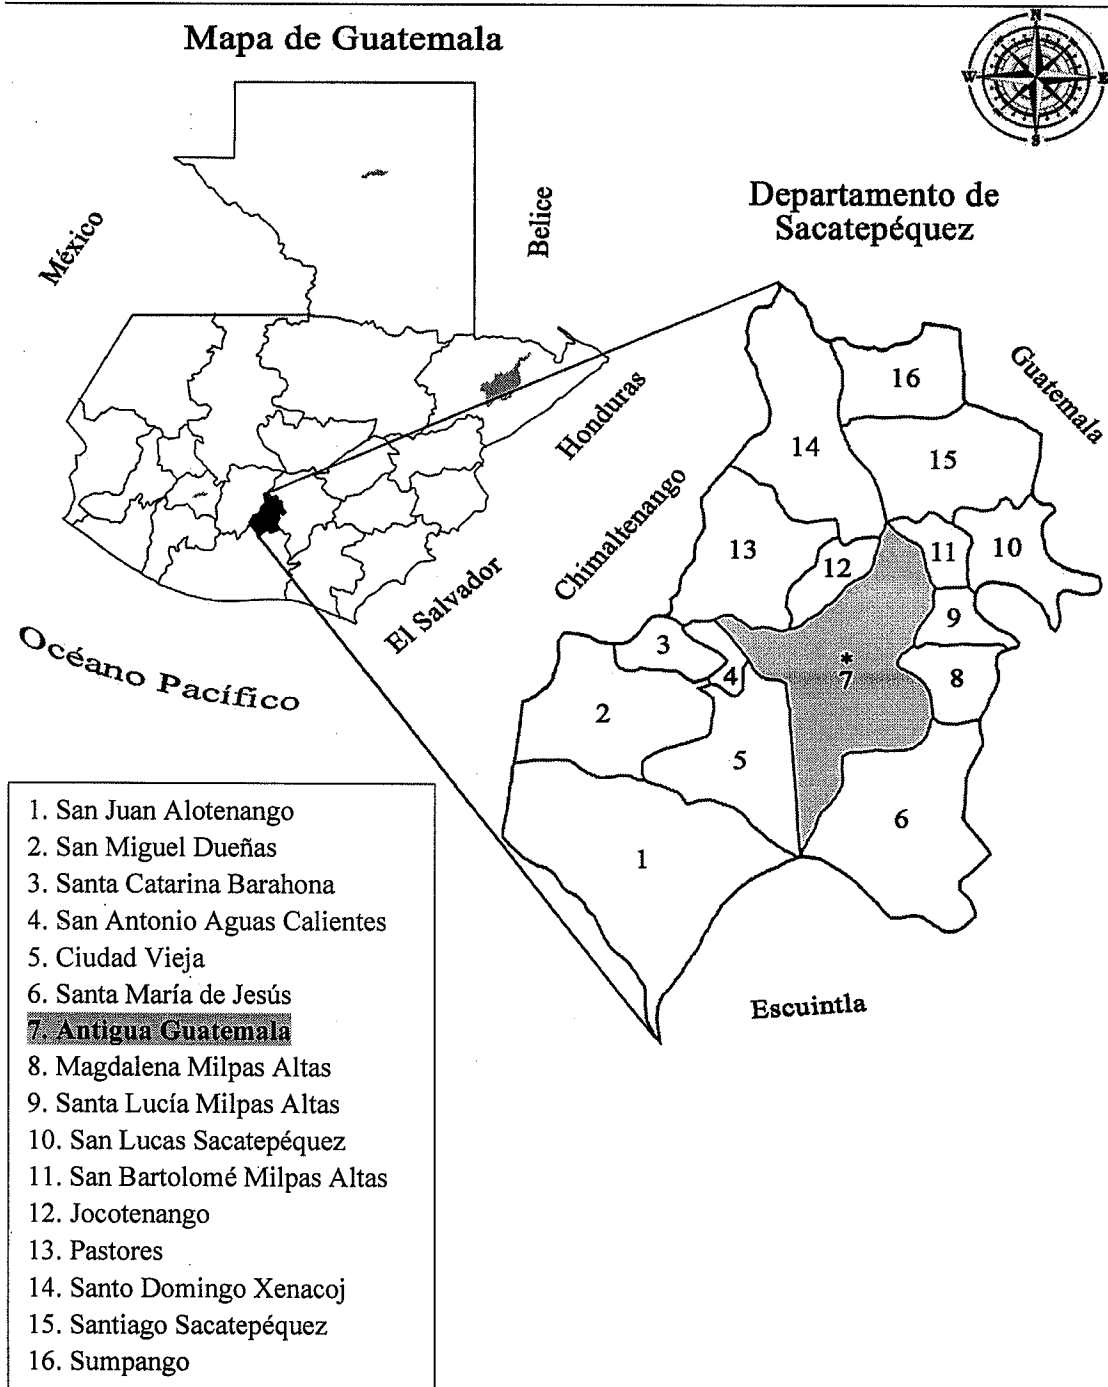 Mapa de Guatemala
N
W
E
S
Departamento de
Sacatepéquez
México
Belice
Honduras
El Salvador
Océano Pacífico
Guatemala
Chimaltenango
Escuintla
16
14
15
13
12
11
10
9
3
4
*
7
8
2
5
6
1
1. San Juan Alotenango
2. San Miguel Dueñas
3. Santa Catarina Barahona
4. San Antonio Aguas Calientes
5. Ciudad Vieja
6. Santa María de Jesús
7. Antigua Guatemala
8. Magdalena Milpas Altas
9. Santa Lucía Milpas Altas
10. San Lucas Sacatepéquez
11. San Bartolomé Milpas Altas
12. Jocotenango
13. Pastores
14. Santo Domingo Xenacoj
15. Santiago Sacatepéquez
16. Sumpango